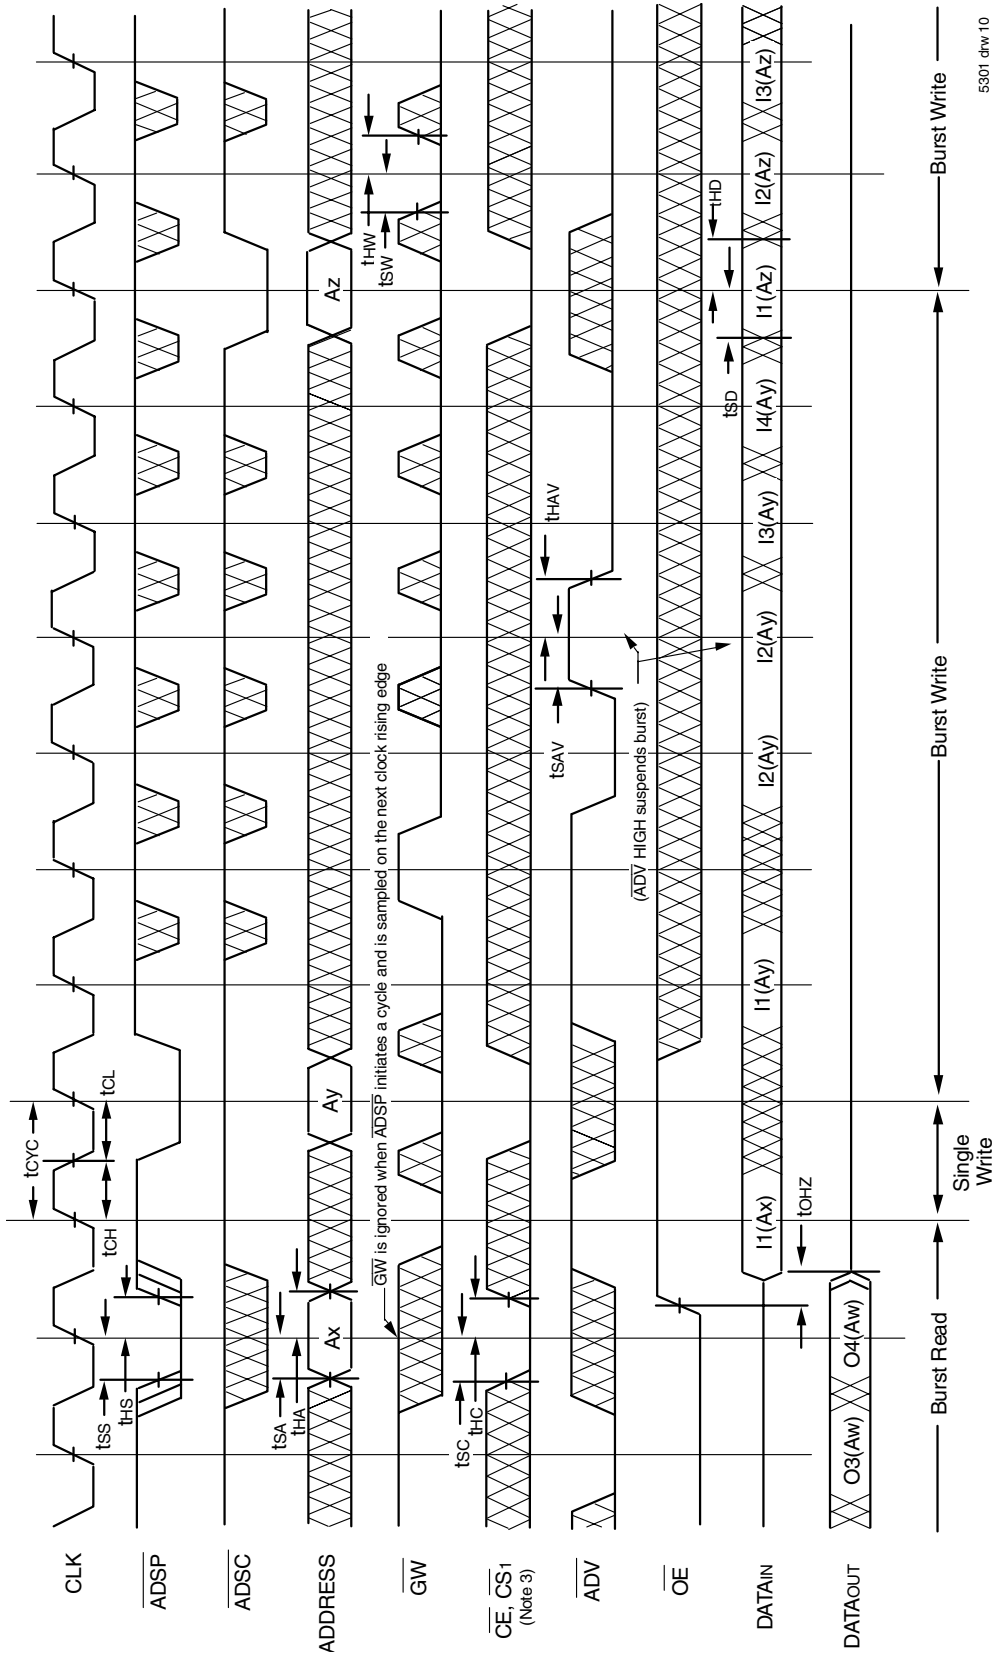 CLK
tCYC
tCH
tCL
ADSP
tSS
tHS
ADSC
ADDRESS
tSA
tHA
Ax
Ay
Az
GW
GW is ignored when ADSP initiates a cycle and is sampled on the next clock rising edge
tHW
tSW
CE, CS1
(Note 3)
tSC
tHC
ADV
tSAV
tHAV
(ADV HIGH suspends burst)
OE
DATAIN
I1(Ax)
I1(Ay)
I2(Ay)
I2(Ay)
I3(Ay)
I4(Ay)
I1(Az)
I2(Az)
I3(Az)
tSD
tHD
DATAOUT
O3(Aw)
O4(Aw)
tOHZ
Burst Read
Single
Write
Burst Write
Burst Write
5301 drw 10